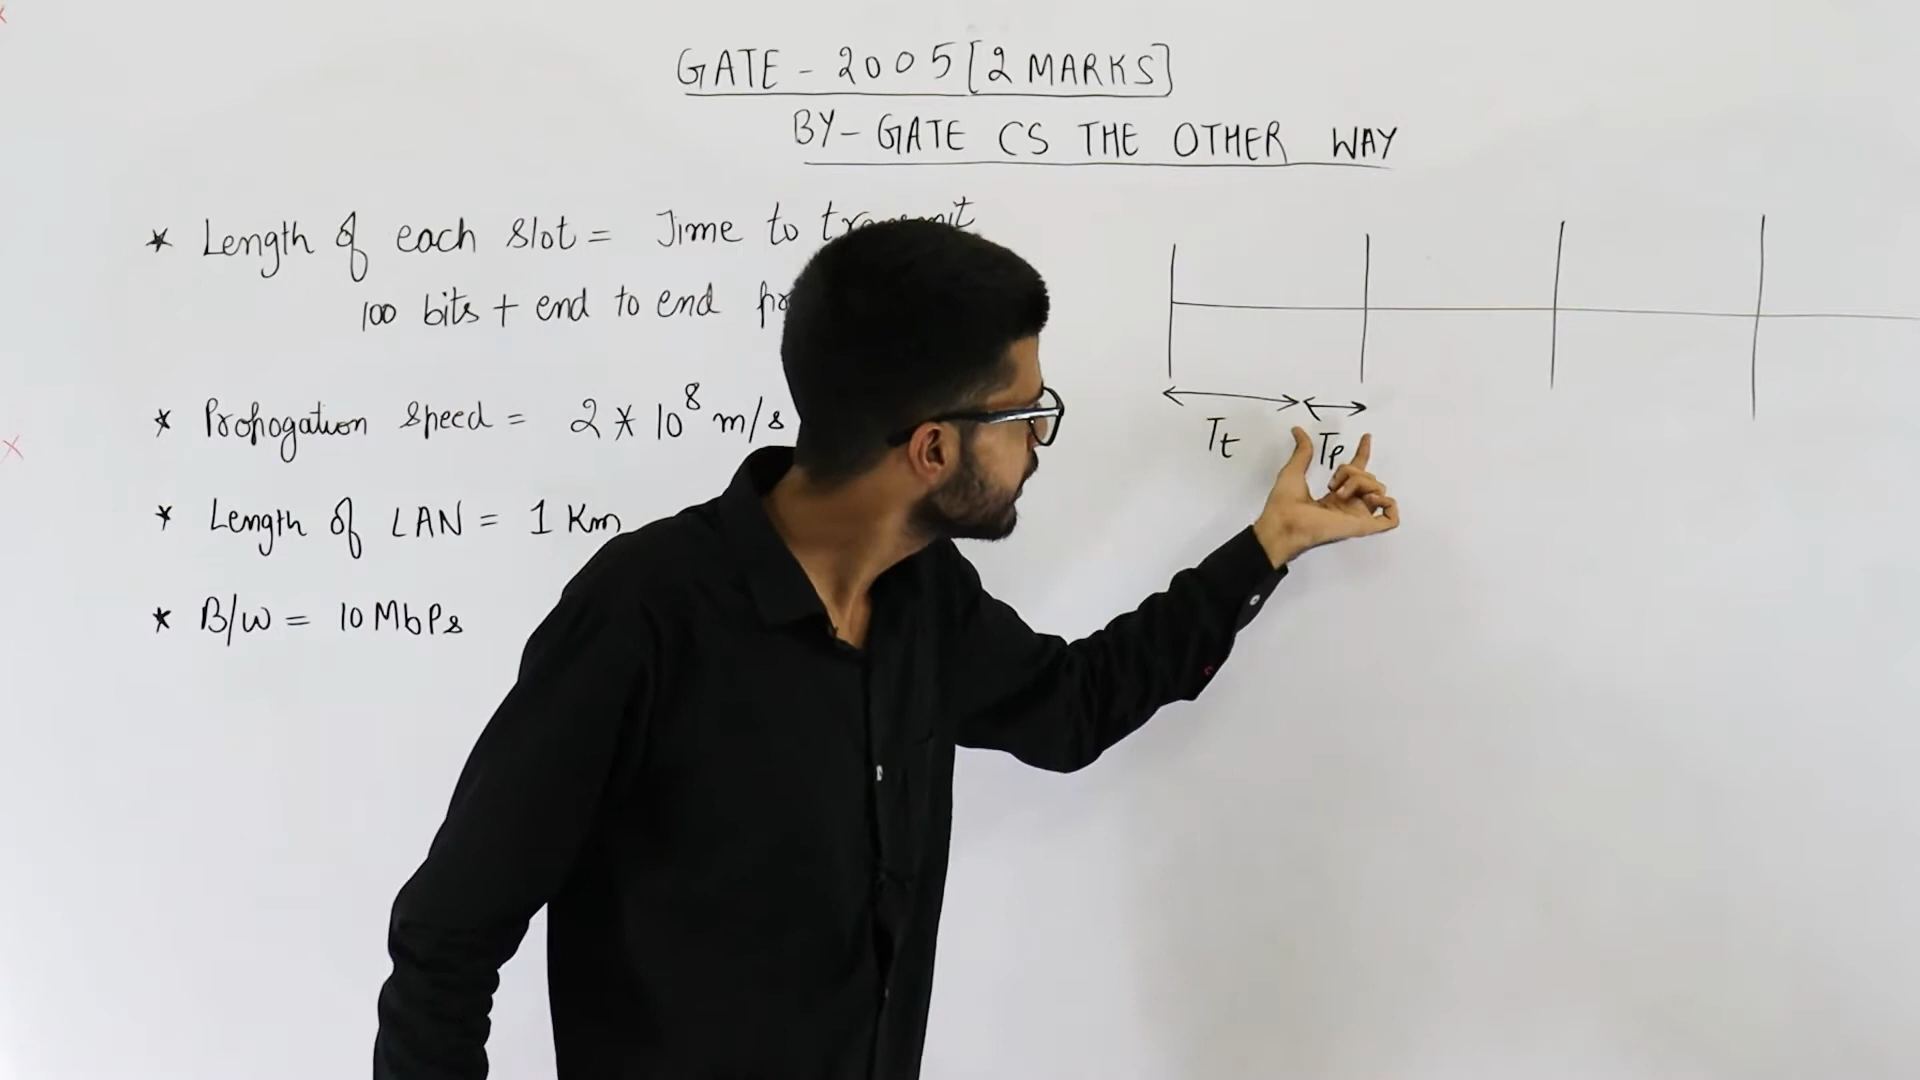 GATE - 2005 [2 MARKS]
BY - GATE CS THE OTHER WAY
* Length of each slot = Time to transmit
100 bits + end to end
* Propogation speed = 2 * 10^8 m/s
* Length of LAN = 1 Km
* B/W = 10 MbPs
Tt
Tp